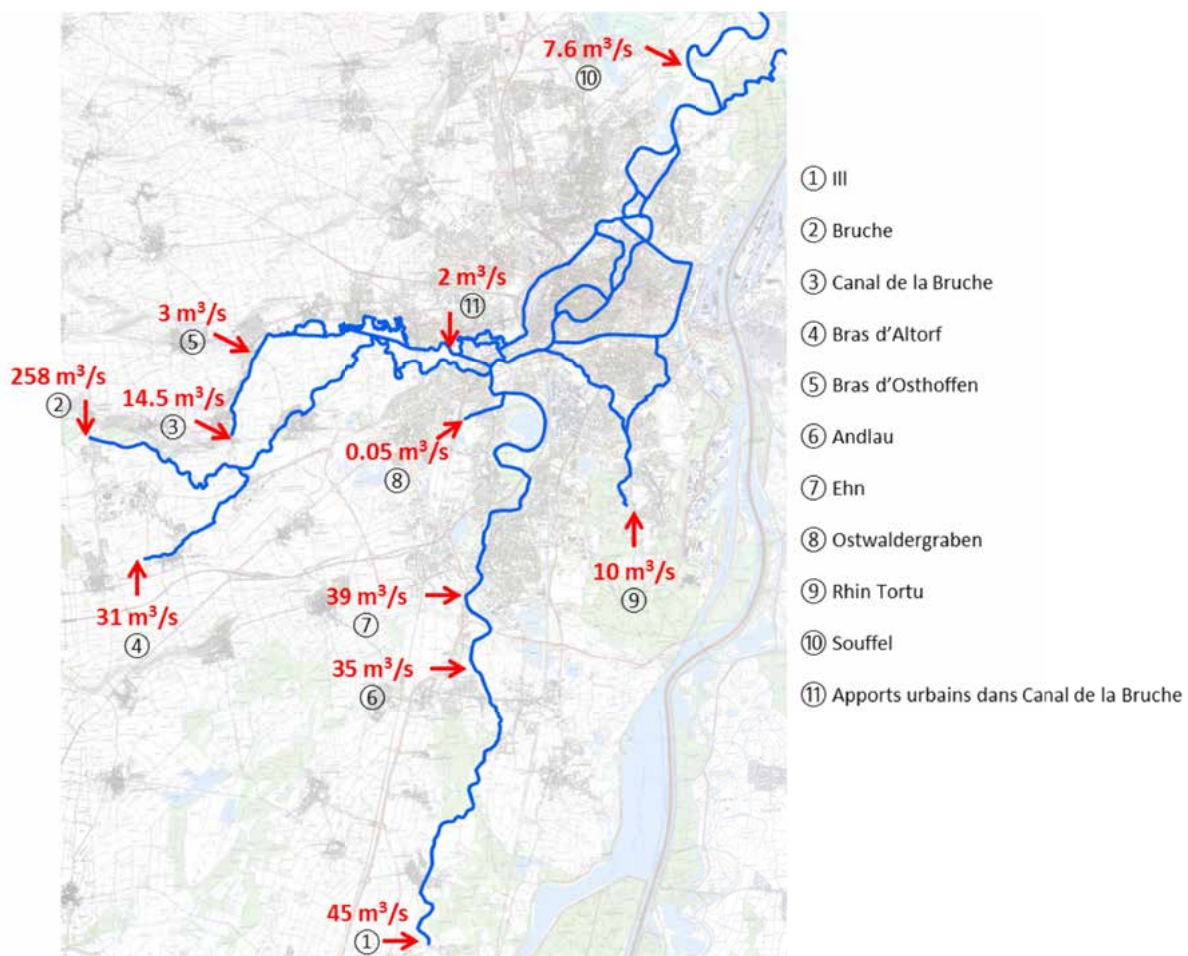 7.6 m³/s
⑩
2 m³/s
⑪
3 m³/s
⑤
258 m³/s
②
14.5 m³/s
③
0.05 m³/s
⑧
31 m³/s
④
39 m³/s
⑦
10 m³/s
⑨
35 m³/s
⑥
45 m³/s
①
① Ill
② Bruche
③ Canal de la Bruche
④ Bras d'Altorf
⑤ Bras d'Osthoffen
⑥ Andlau
⑦ Ehn
⑧ Ostwaldergraben
⑨ Rhin Tortu
⑩ Souffel
⑪ Apports urbains dans Canal de la Bruche